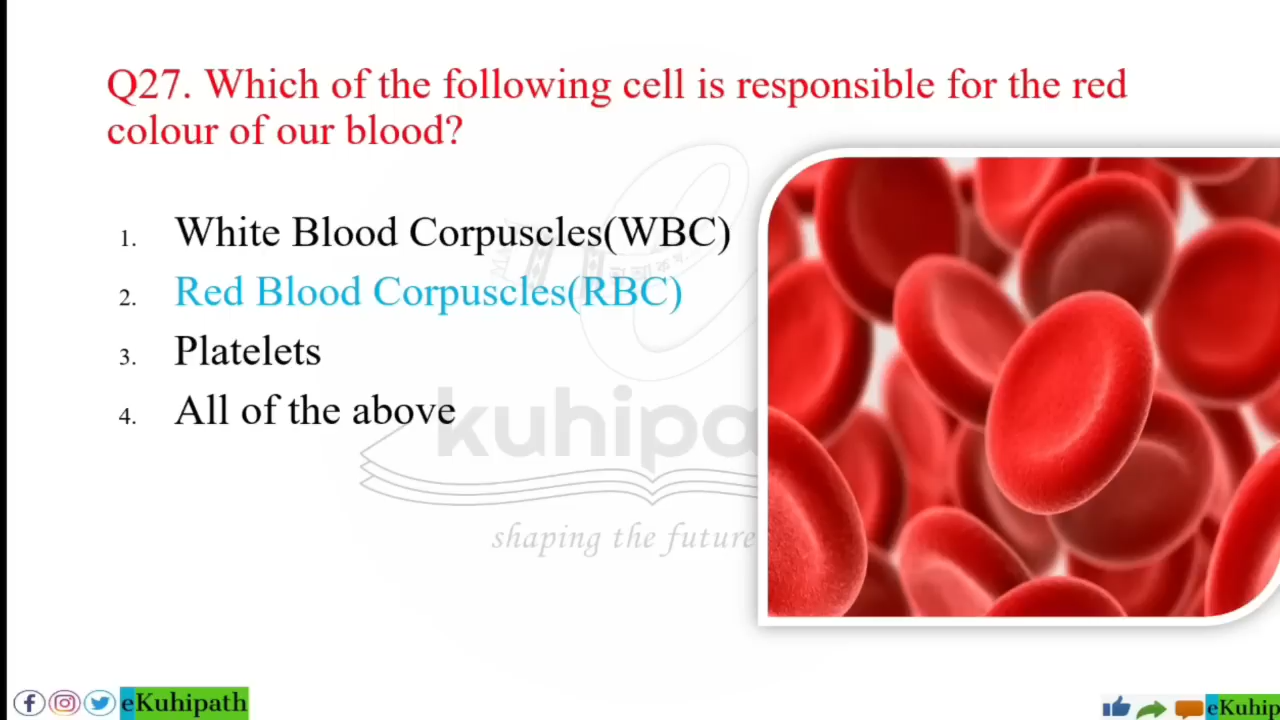 Q27. Which of the following cell is responsible for the red
colour of our blood?
1. White Blood Corpuscles(WBC)
2. Red Blood Corpuscles(RBC)
3. Platelets
4. All of the above
kuhipath
shaping the future
eKuhipath
eKuhip